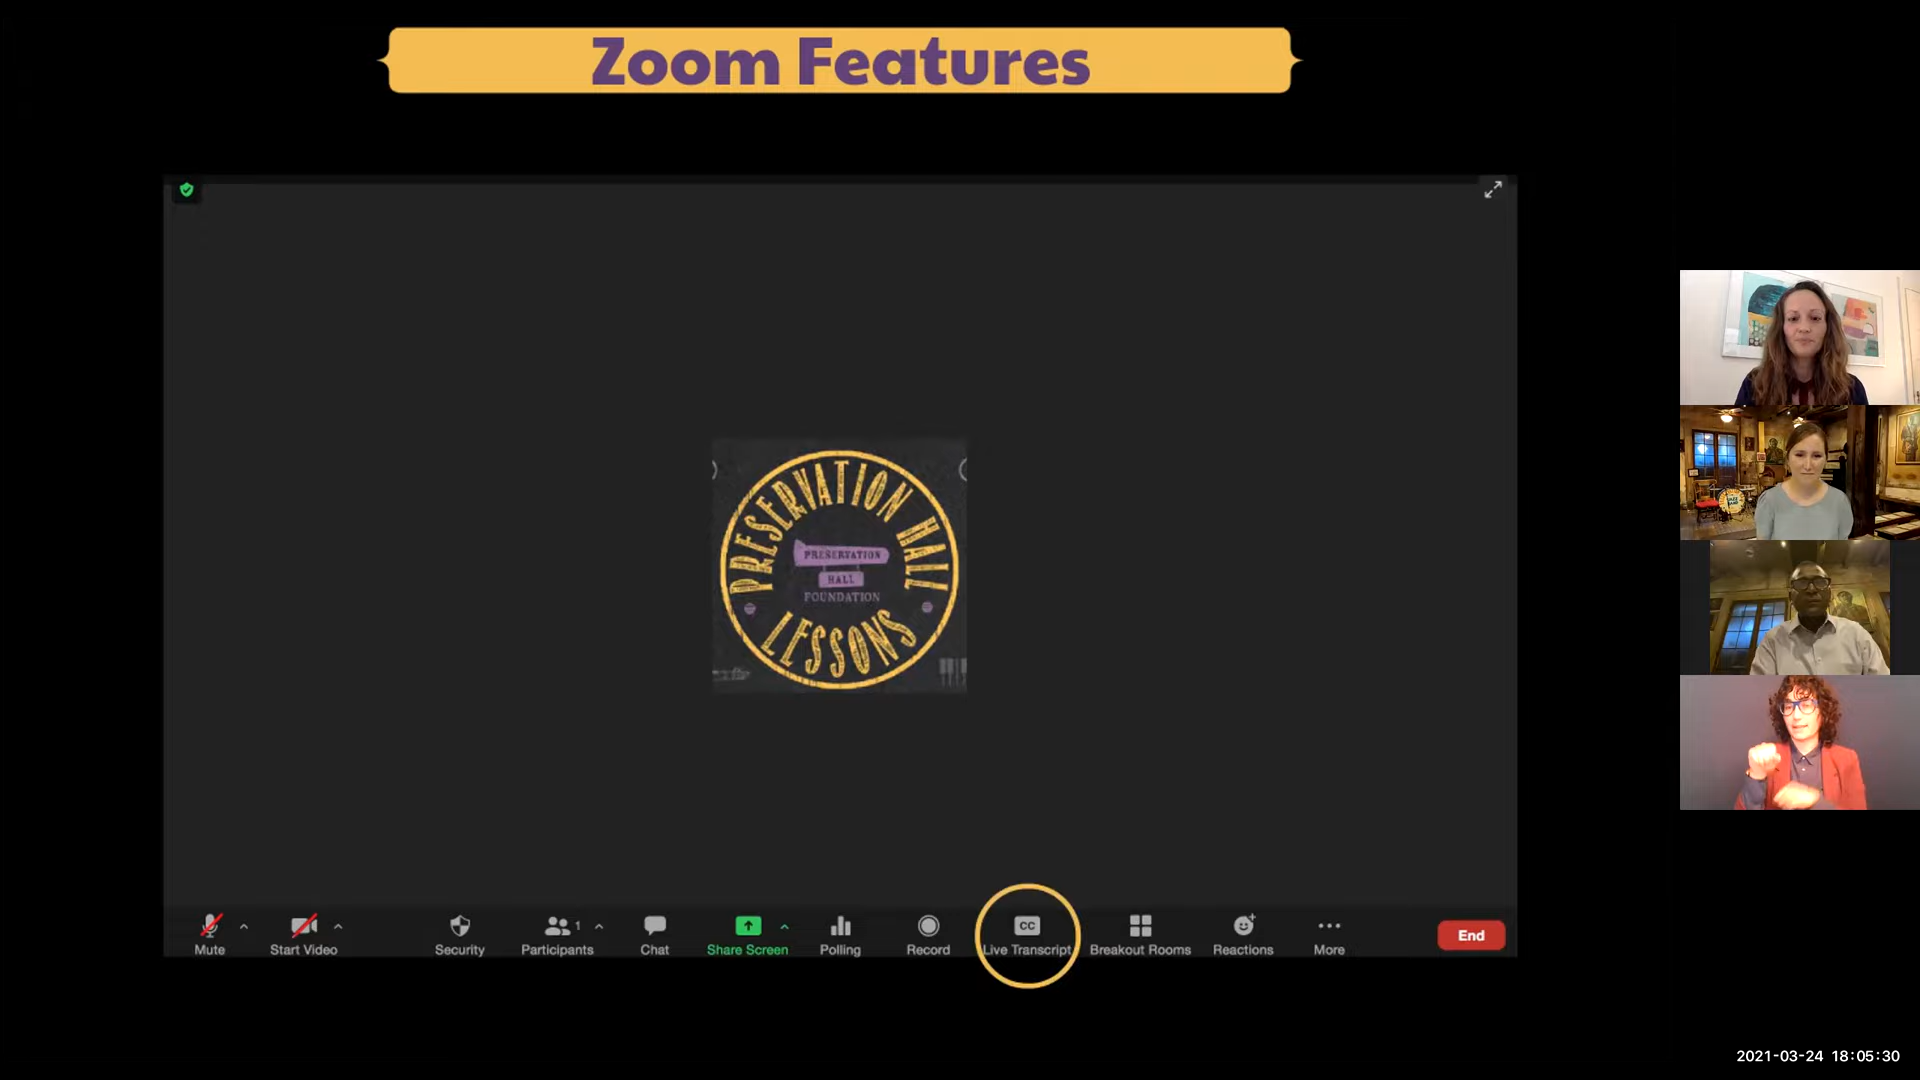 Zoom Features
PRESERVATION HALL
PRESERVATION
HALL
FOUNDATION
LESSONS
Mute
Start Video
Security
Participants 1
Chat
Share Screen
Polling
Record
CC
Live Transcript
Breakout Rooms
Reactions
More
End
2021-03-24 18:05:30